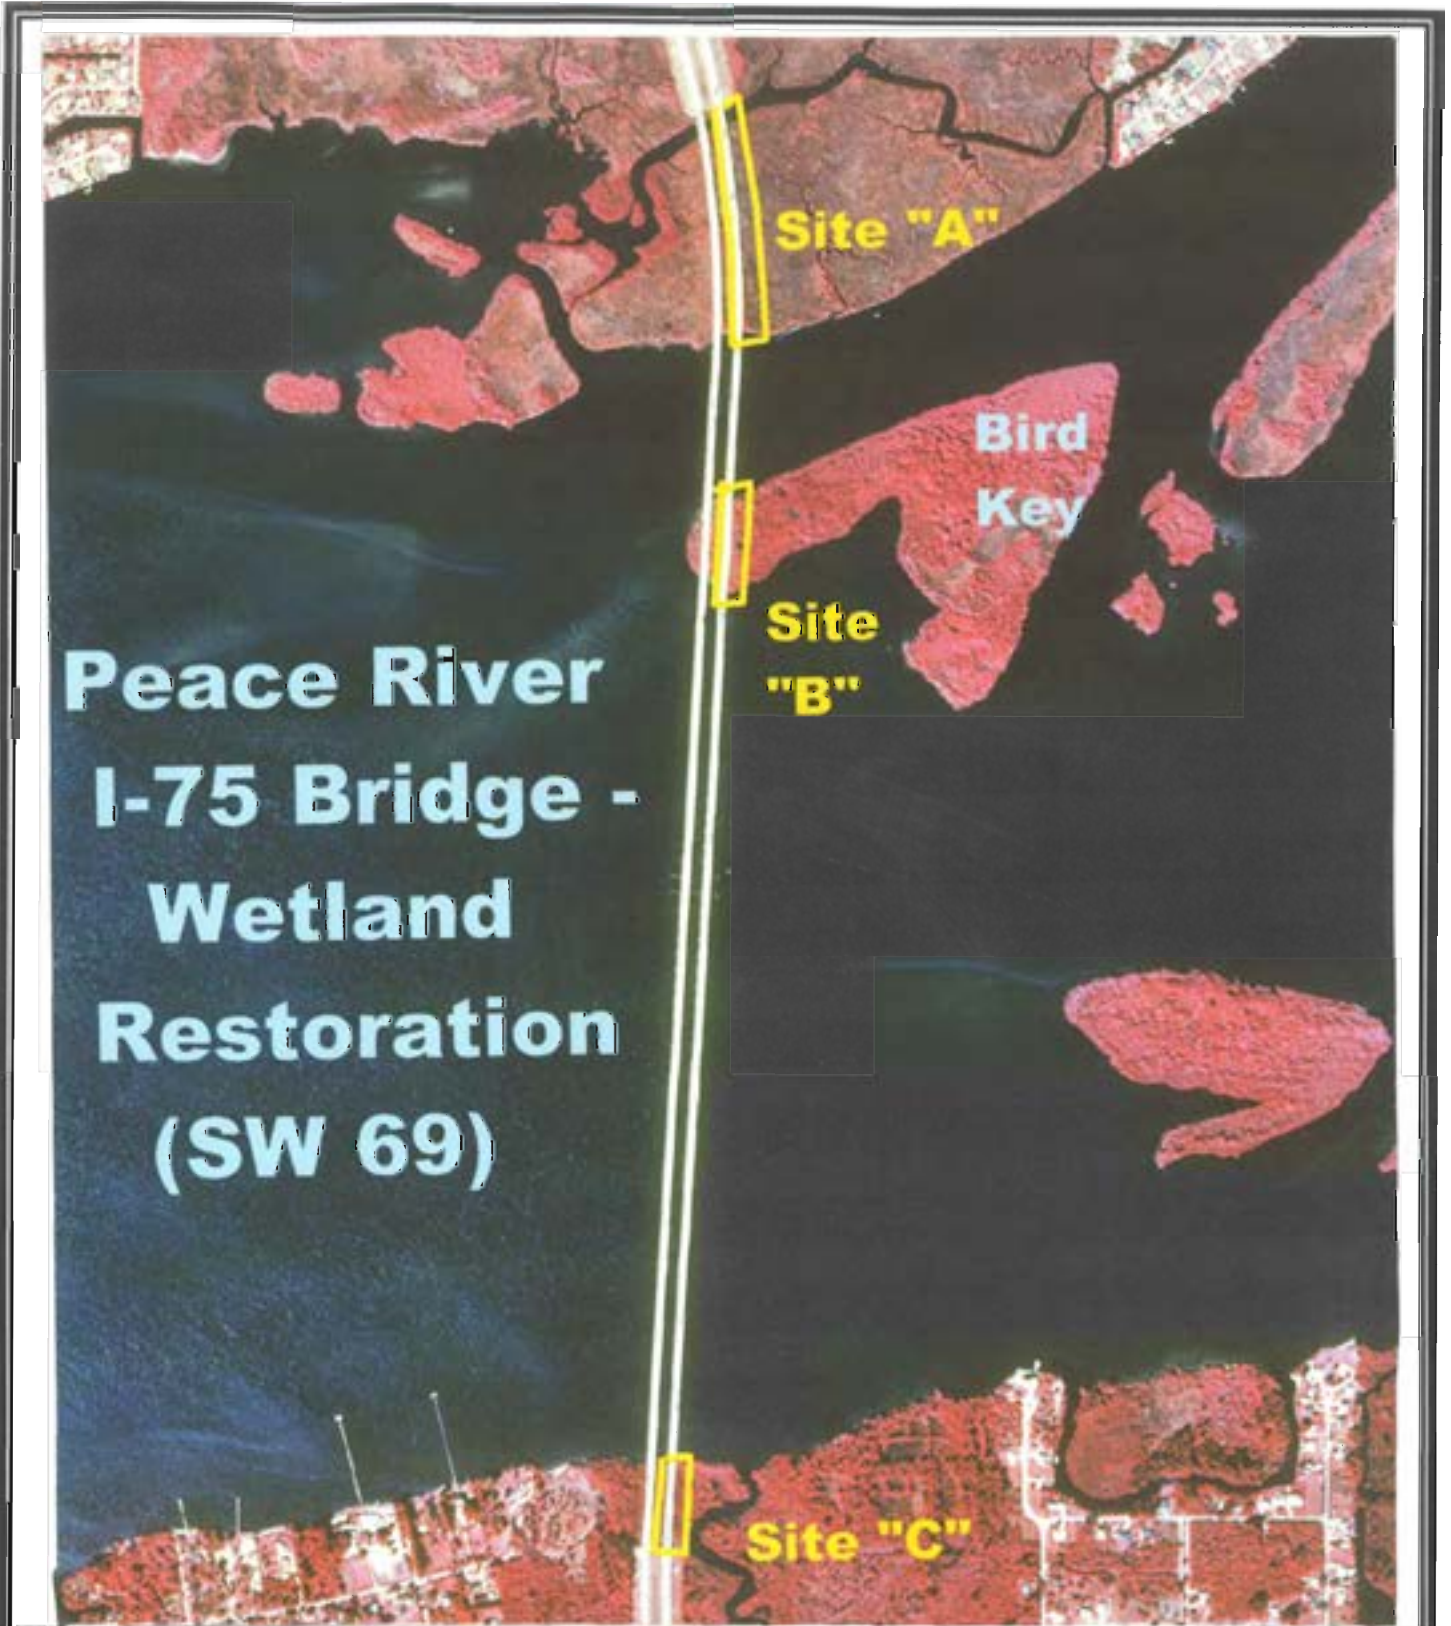 Site "A"
Bird
Key
Site
"B"
Peace River
I-75 Bridge -
Wetland
Restoration
(SW 69)
Site "C"